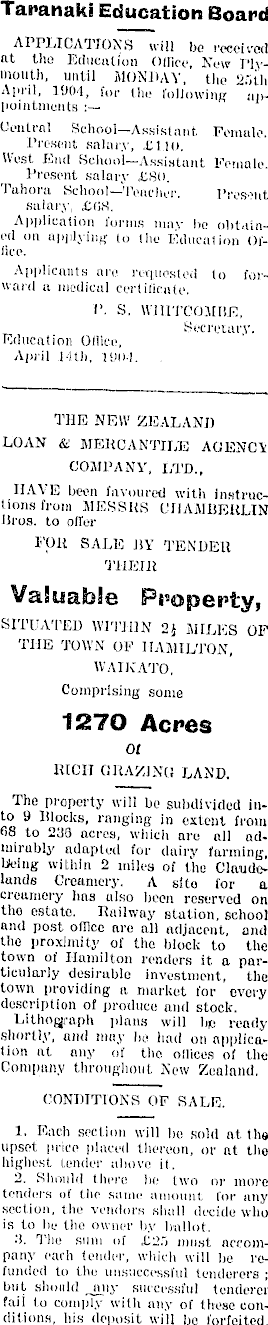 Taranaki Education Board
APPLICATIONS will be received
at the Education Office, New Ply-
mouth, until MONDAY, the 25th
April, 1904, for the following ap-
pointments :—
Central School—Assistant Female.
Present salary, £110.
West End School—Assistant Female.
Present salary £80.
Tahora School—Teacher. Present
salary, £68.
Application forms may be obtain-
ed on applying to the Education Of-
fice.
Applicants are requested to for-
ward a medical certificate.
P. S. WHITCOMBE,
Secretary.
Education Office,
April 14th, 1904.
THE NEW ZEALAND
LOAN & MERCANTILE AGENCY
COMPANY, LTD.,
HAVE been favoured with instruc-
tions from MESSRS CHAMBERLIN
Bros. to offer
FOR SALE BY TENDER
THEIR
Valuable Property,
SITUATED WITHIN 2½ MILES OF
THE TOWN OF HAMILTON,
WAIKATO,
Comprising some
1270 Acres
Of
RICH GRAZING LAND.
The property will be subdivided in-
to 9 Blocks, ranging in extent from
68 to 236 acres, which are all ad-
mirably adapted for dairy farming,
being within 2 miles of the Claude-
lands Creamery. A site for a
creamery has also been reserved on
the estate. Railway station, school
and post office are all adjacent, and
the proximity of the block to the
town of Hamilton renders it a par-
ticularly desirable investment, the
town providing a market for every
description of produce and stock.
Lithograph plans will be ready
shortly, and may be had on applica-
tion at any of the offices of the
Company throughout New Zealand.
CONDITIONS OF SALE.
1. Each section will be sold at the
upset price placed thereon, or at the
highest tender above it.
2. Should there be two or more
tenders of the same amount for any
section, the vendors shall decide who
is to be the owner by ballot.
3. The sum of £25 must accom-
pany each tender, which will be re-
funded to the unsuccessful tenderers ;
but should any successful tenderer
fail to comply with any of these con-
ditions, his deposit will be forfeited.